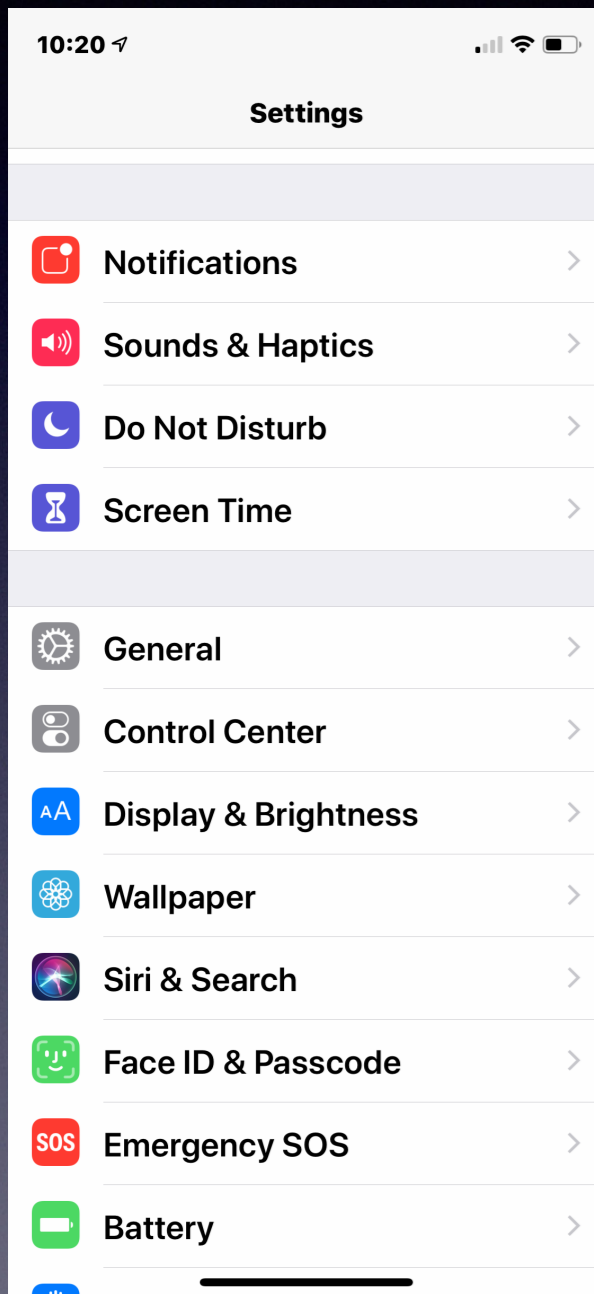 10:20
Settings
Notifications
Sounds & Haptics
Do Not Disturb
Screen Time
General
Control Center
AA Display & Brightness
Wallpaper
Siri & Search
Face ID & Passcode
SOS Emergency SOS
Battery